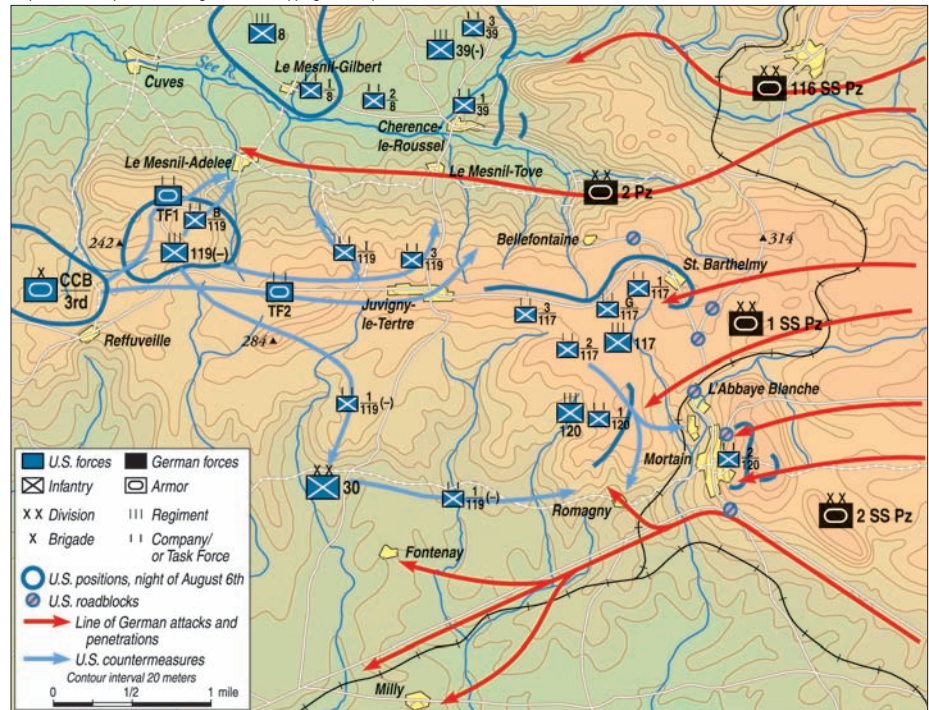 8
3
39
39(-)
116 SS Pz
Cuves
See R.
Le Mesnil-Gilbert
1
8
2
8
1
39
Cherence-
le-Roussel
Le Mesnil-Adelee
Le Mesnil-Tove
2 Pz
TF1
B
119
242
119(–)
Bellefontaine
314
St. Barthelmy
CCB
3rd
1
119
3
119
TF2
Juvigny-
le-Tertre
3
117
G
117
1
117
1 SS Pz
Reffuveille
284
2
117
117
L'Abbaye Blanche
1
119(–)
120
1
120
Mortain
2
120
30
1
119(–)
Romagny
2 SS Pz
Fontenay
Milly
U.S. forces
German forces
Infantry
Armor
X X Division
III Regiment
X Brigade
I I Company/
or Task Force
U.S. positions, night of August 6th
U.S. roadblocks
Line of German attacks and
penetrations
U.S. countermeasures
Contour interval 20 meters
0 1/2 1 mile